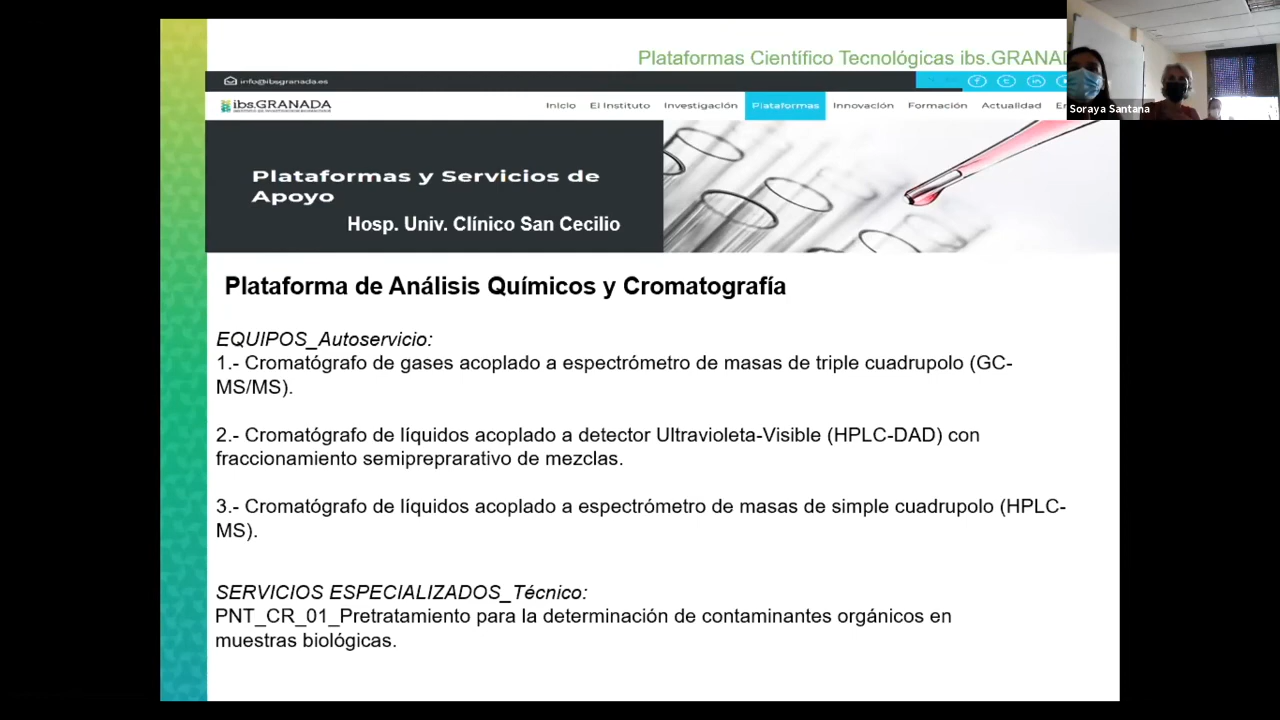 Plataformas Científico Tecnológicas ibs.GRANAD
info@ibsgranada.es
ibs.GRANADA
Inicio El Instituto Investigación Plataformas Innovación Formación Actualidad
Soraya Santana
Plataformas y Servicios de
Apoyo
Hosp. Univ. Clínico San Cecilio
Plataforma de Análisis Químicos y Cromatografía
EQUIPOS_Autoservicio:
1.- Cromatógrafo de gases acoplado a espectrómetro de masas de triple cuadrupolo (GC-
MS/MS).
2.- Cromatógrafo de líquidos acoplado a detector Ultravioleta-Visible (HPLC-DAD) con
fraccionamiento semipreprarativo de mezclas.
3.- Cromatógrafo de líquidos acoplado a espectrómetro de masas de simple cuadrupolo (HPLC-
MS).
SERVICIOS ESPECIALIZADOS_Técnico:
PNT_CR_01_Pretratamiento para la determinación de contaminantes orgánicos en
muestras biológicas.